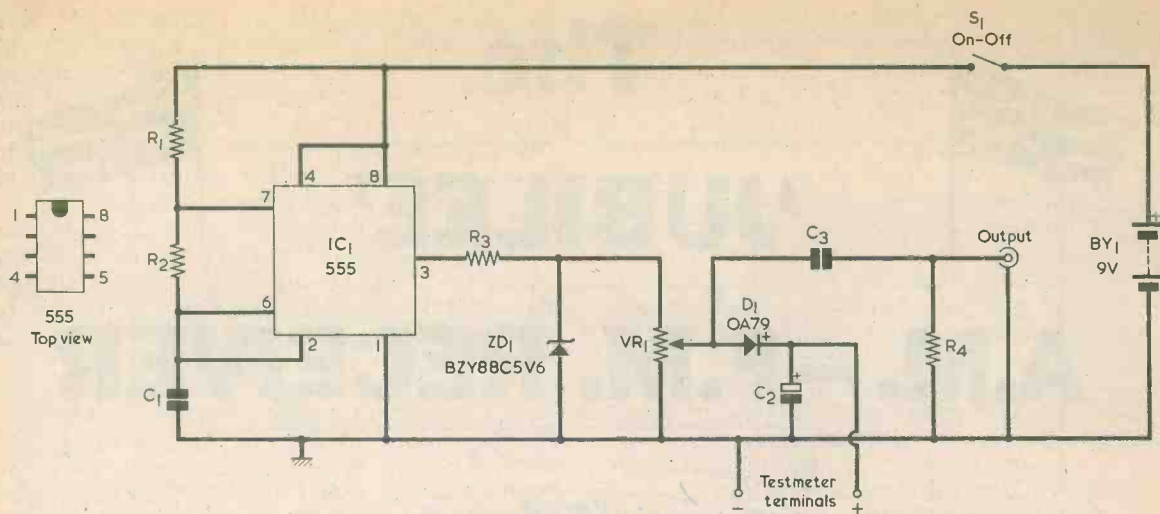 S1
On-Off
R1
R2
C1
1
8
4
5
555
Top view
4
8
7
6
2
1
3
IC1
555
R3
ZD1
BZY88C5V6
VR1
C3
D1
OA79
+
C2
+
R4
Output
BY1
9V
+
Testmeter
terminals
-
+